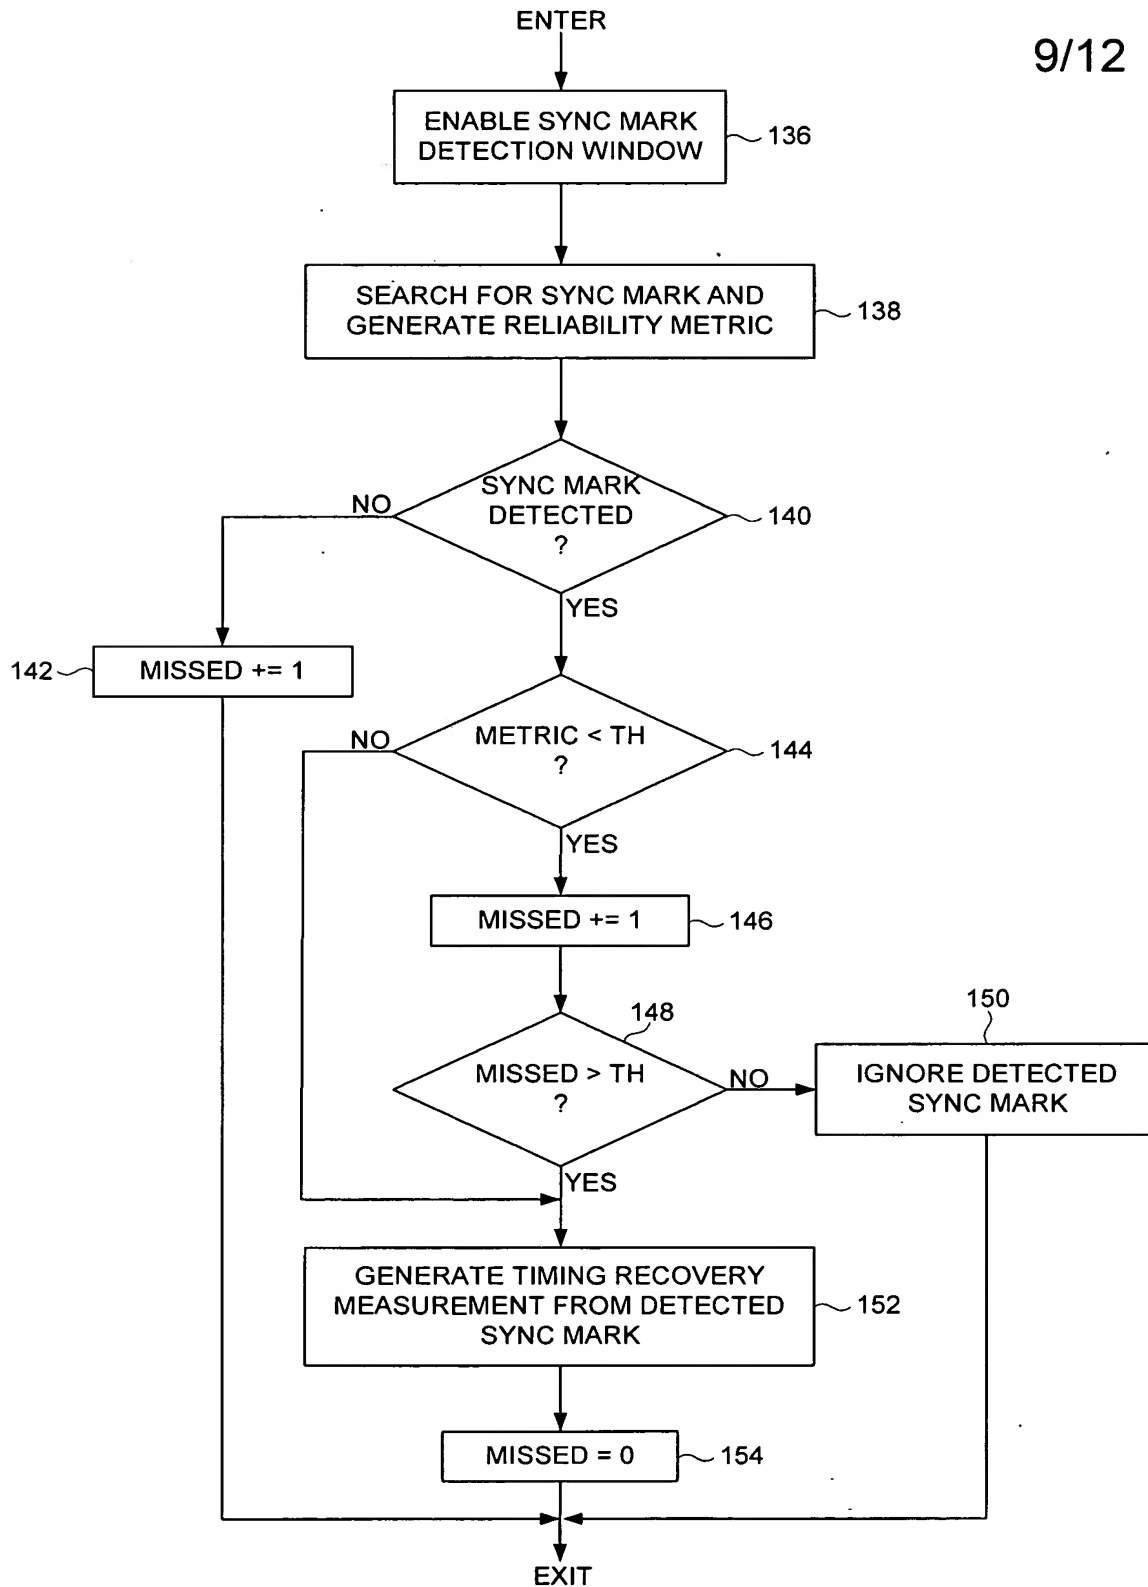 ENTER
9/12
ENABLE SYNC MARK
DETECTION WINDOW
136
SEARCH FOR SYNC MARK AND
GENERATE RELIABILITY METRIC
138
SYNC MARK
DETECTED
?
NO
140
YES
142
MISSED += 1
METRIC < TH
?
NO
144
YES
MISSED += 1
146
148
MISSED > TH
?
NO
150
IGNORE DETECTED
SYNC MARK
YES
GENERATE TIMING RECOVERY
MEASUREMENT FROM DETECTED
SYNC MARK
152
MISSED = 0
154
EXIT